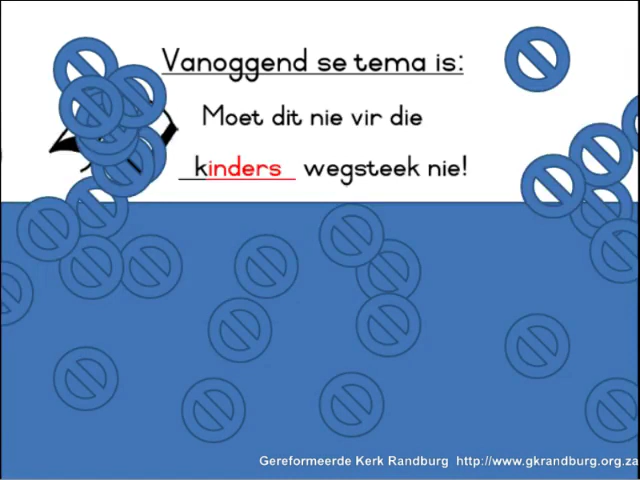 Vanoggend se tema is:
Moet dit nie vir die
kinders wegsteek nie!
Gereformeerde Kerk Randburg http://www.gkrandburg.org.za